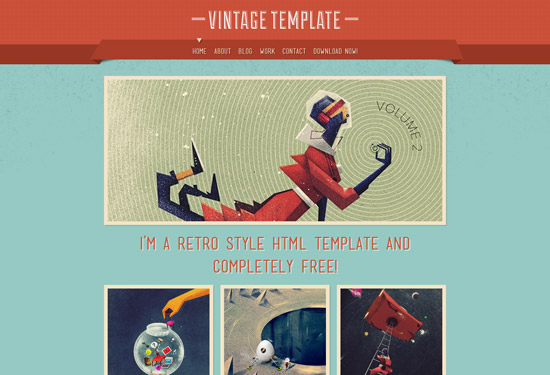 VINTAGE TEMPLATE
HOME ABOUT BLOG WORK CONTACT DOWNLOAD NOW!
VOLUME 2
I'M A RETRO STYLE HTML TEMPLATE AND
COMPLETELY FREE!